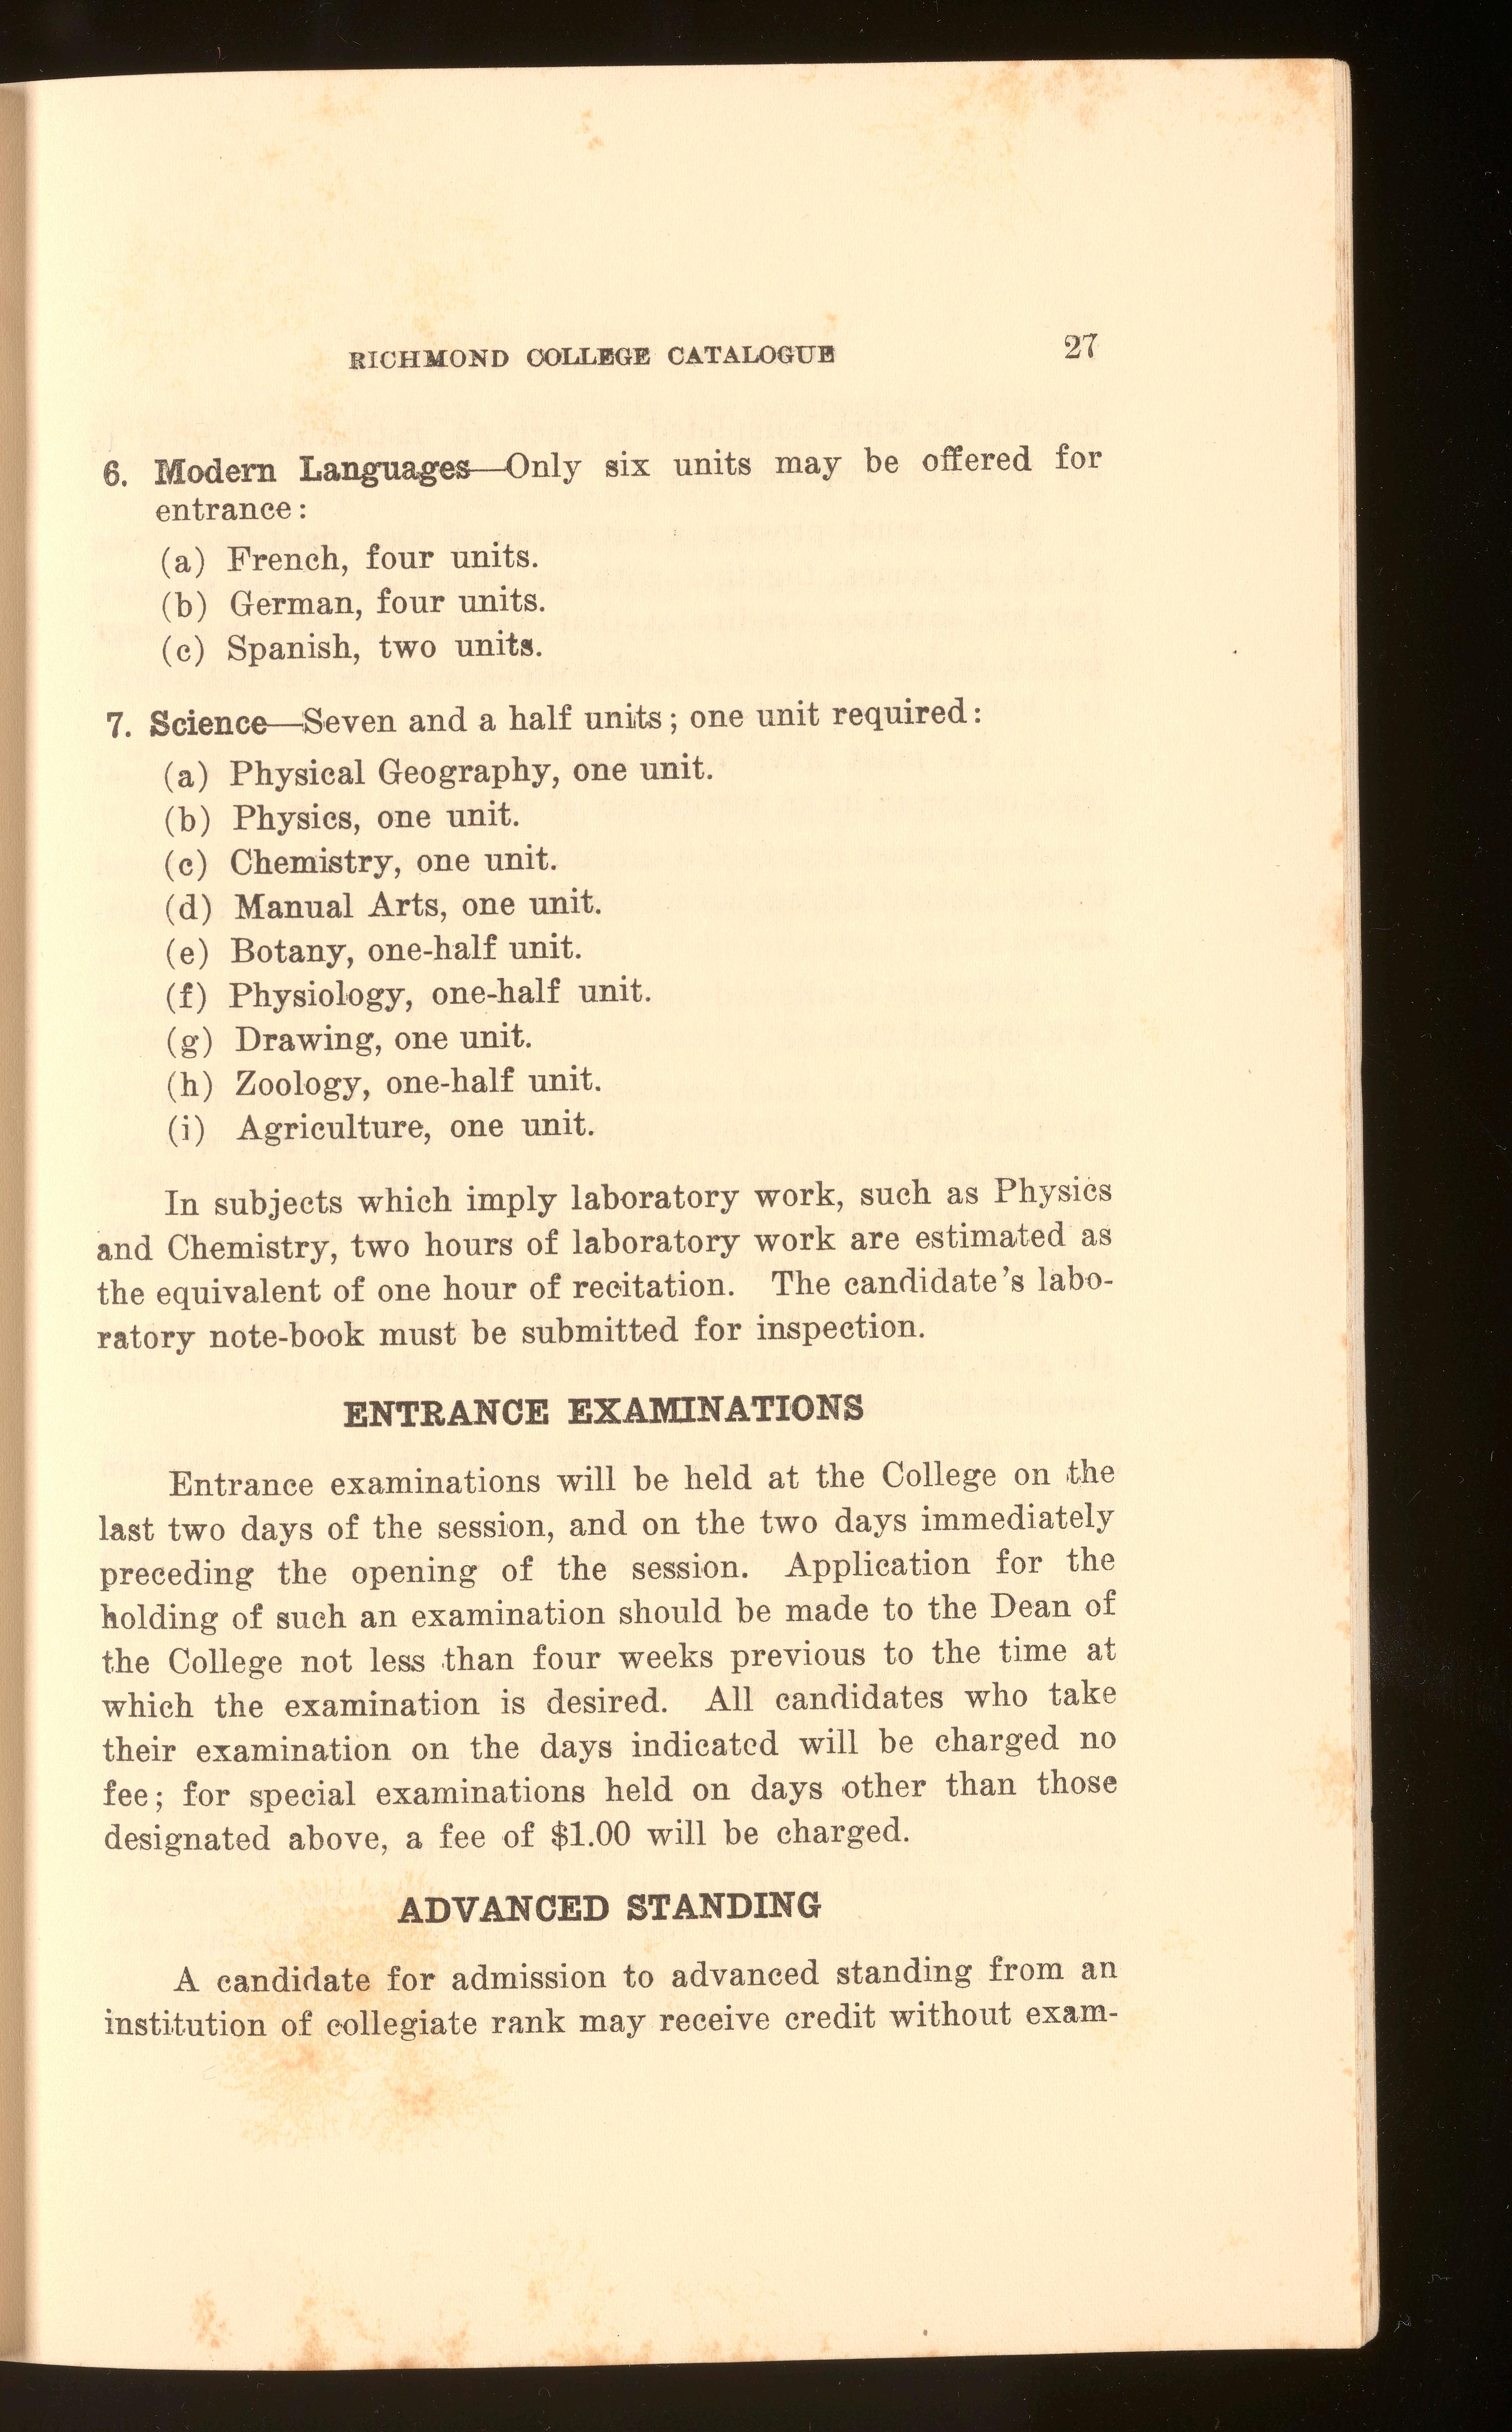 RICHMOND COLLEGE CATALOGUE 27
6. Modern Languages—Only six units may be offered for
entrance:
(a) French, four units.
(b) German, four units.
(c) Spanish, two units.
7. Science—Seven and a half units; one unit required:
(a) Physical Geography, one unit.
(b) Physics, one unit.
(c) Chemistry, one unit.
(d) Manual Arts, one unit.
(e) Botany, one-half unit.
(f) Physiology, one-half unit.
(g) Drawing, one unit.
(h) Zoology, one-half unit.
(i) Agriculture, one unit.
In subjects which imply laboratory work, such as Physics
and Chemistry, two hours of laboratory work are estimated as
the equivalent of one hour of recitation. The candidate's labo-
ratory note-book must be submitted for inspection.
ENTRANCE EXAMINATIONS
Entrance examinations will be held at the College on the
last two days of the session, and on the two days immediately
preceding the opening of the session. Application for the
holding of such an examination should be made to the Dean of
the College not less than four weeks previous to the time at
which the examination is desired. All candidates who take
their examination on the days indicated will be charged no
fee; for special examinations held on days other than those
designated above, a fee of $1.00 will be charged.
ADVANCED STANDING
A candidate for admission to advanced standing from an
institution of collegiate rank may receive credit without exam-